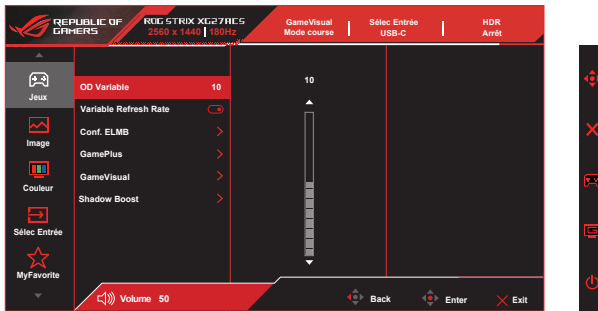 REPUBLIC OF GAMERS
ROG STRIX XG27ACS
2560 x 1440 180Hz
GameVisual
Mode course
Sélec Entrée
USB-C
HDR
Arrêt
Jeux
Image
Couleur
Sélec Entrée
MyFavorite
OD Variable 10
Variable Refresh Rate
Conf. ELMB
GamePlus
GameVisual
Shadow Boost
10
Volume 50
Back
Enter
Exit